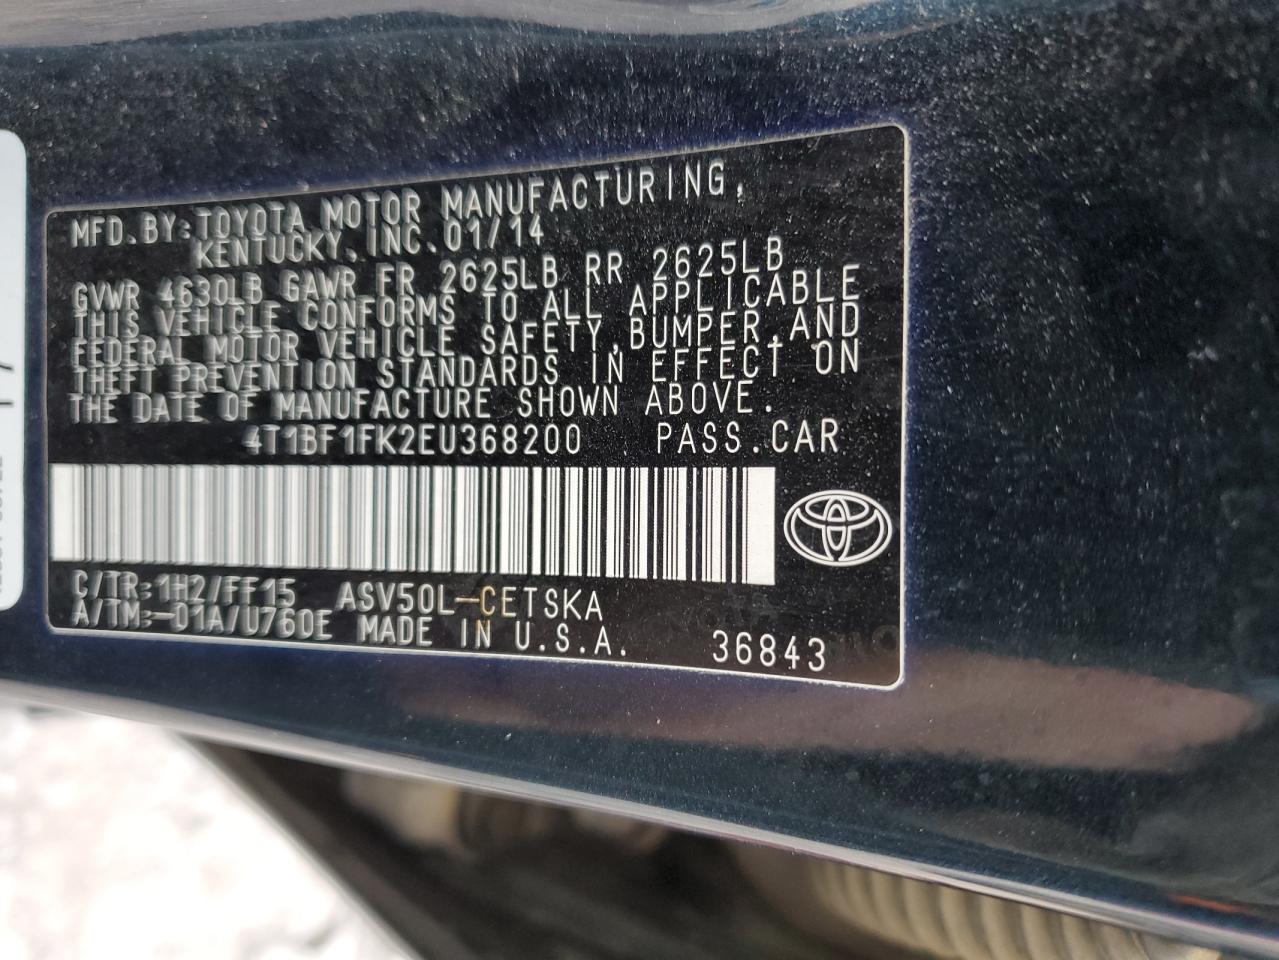 MFD.BY:TOYOTA MOTOR MANUFACTURING,
KENTUCKY, INC.01/14
GVWR 4630LB GAWR FR 2625LB RR 2625LB
THIS VEHICLE CONFORMS TO ALL APPLICABLE
FEDERAL MOTOR VEHICLE SAFETY,BUMPER,AND
THEFT PREVENTION STANDARDS IN EFFECT ON
THE DATE OF MANUFACTURE SHOWN ABOVE.
4T1BF1FK2EU368200 PASS.CAR
C/TR:1H2/FF15 ASV50L-CETSKA
A/TM:-01A/U760E MADE IN U.S.A. 36843